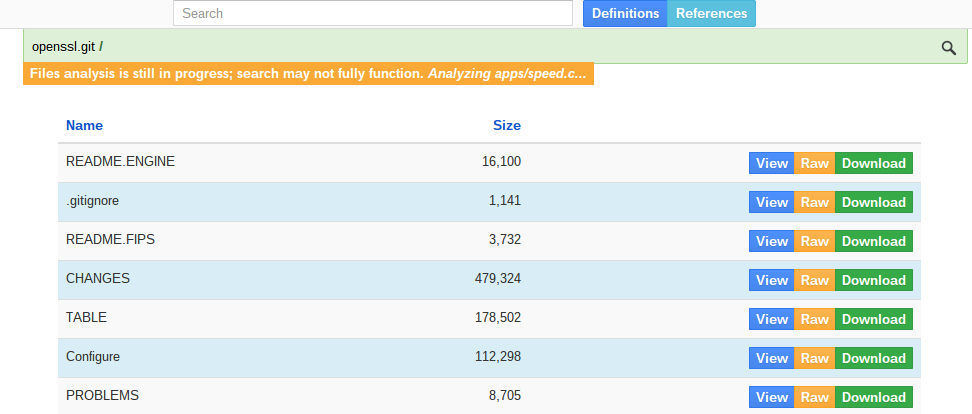 Search Definitions References
openssl.git /
Files analysis is still in progress; search may not fully function. Analyzing apps/speed.c...
Name Size
README.ENGINE 16,100 View Raw Download
.gitignore 1,141 View Raw Download
README.FIPS 3,732 View Raw Download
CHANGES 479,324 View Raw Download
TABLE 178,502 View Raw Download
Configure 112,298 View Raw Download
PROBLEMS 8,705 View Raw Download